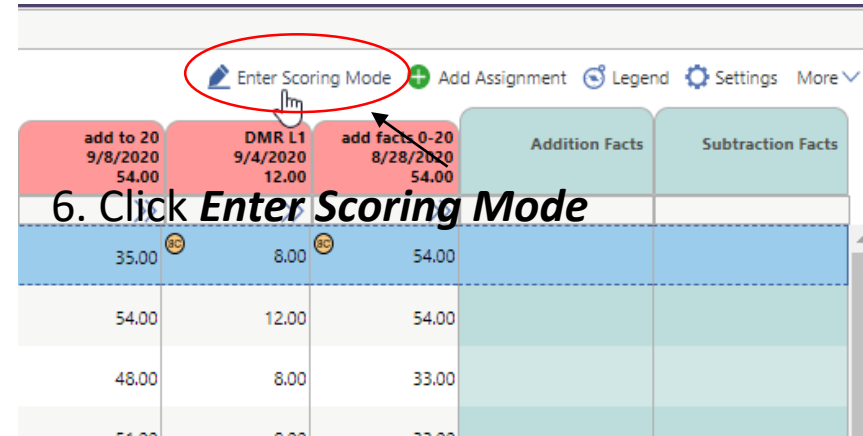 Enter Scoring Mode Add Assignment Legend Settings More
add to 20 DMR L1 add facts 0-20 Addition Facts Subtraction Facts
9/8/2020 9/4/2020 8/28/2020
54.00 12.00 54.00
6. Click Enter Scoring Mode
35.00 SC 8.00 SC 54.00
54.00 12.00 54.00
48.00 8.00 33.00